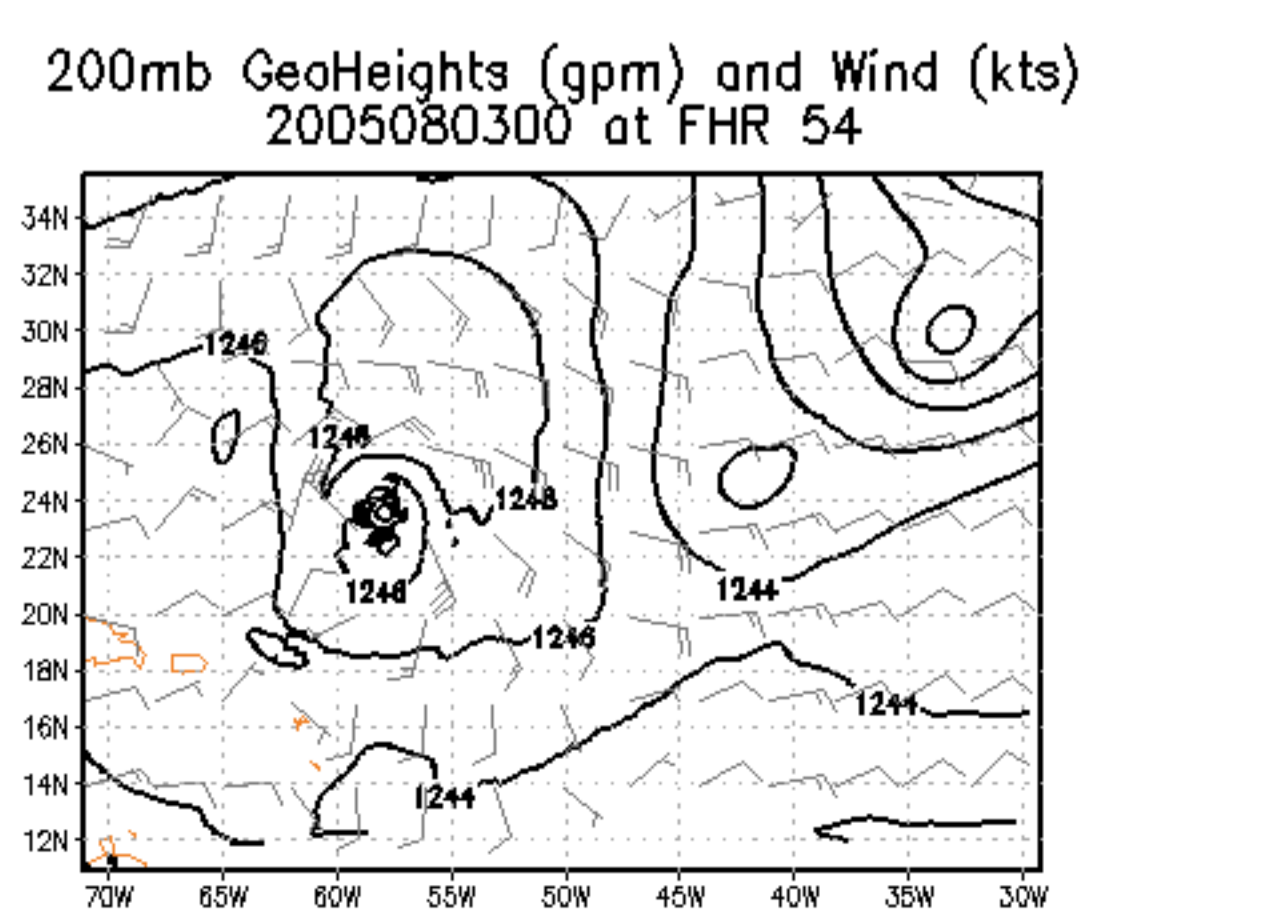 200mb GeoHeights (gpm) and Wind (kts)
2005080300 at FHR 54
34N
32N
30N
1246
28N
26N
1248
24N
1248
22N
1246
1244
20N
1246
18N
1244
16N
14N
1244
12N
70W 65W 60W 55W 50W 45W 40W 35W 30W